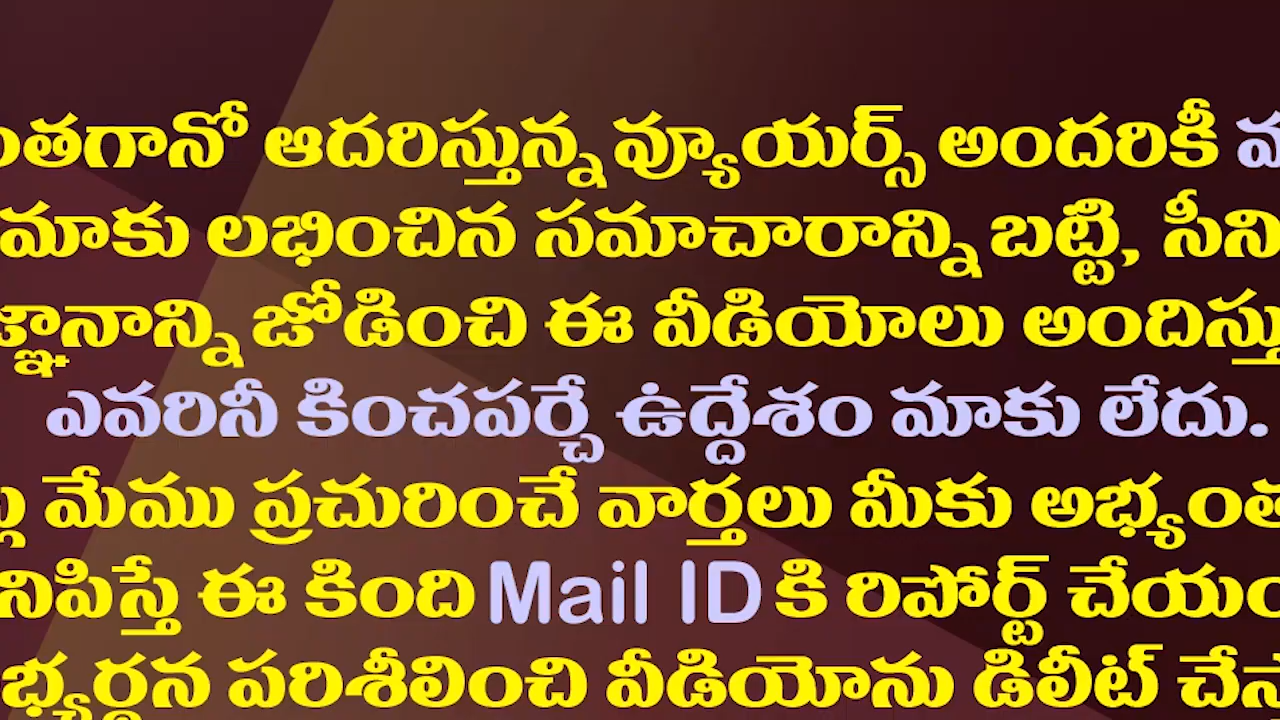 ఆదరిస్తున్న వ్యూయర్స్ అందరికీ
మాకు లభించిన సమాచారాన్ని బట్టి,
జోడించి ఈ వీడియోలు
ఎవరినీ కించపర్చే ఉద్దేశం మాకు లేదు.
మేము ప్రచురించే వార్తలు మీకు
ఈ కింది Mail ID కి రిపోర్ట్
పరిశీలించి వీడియోను డిలీట్